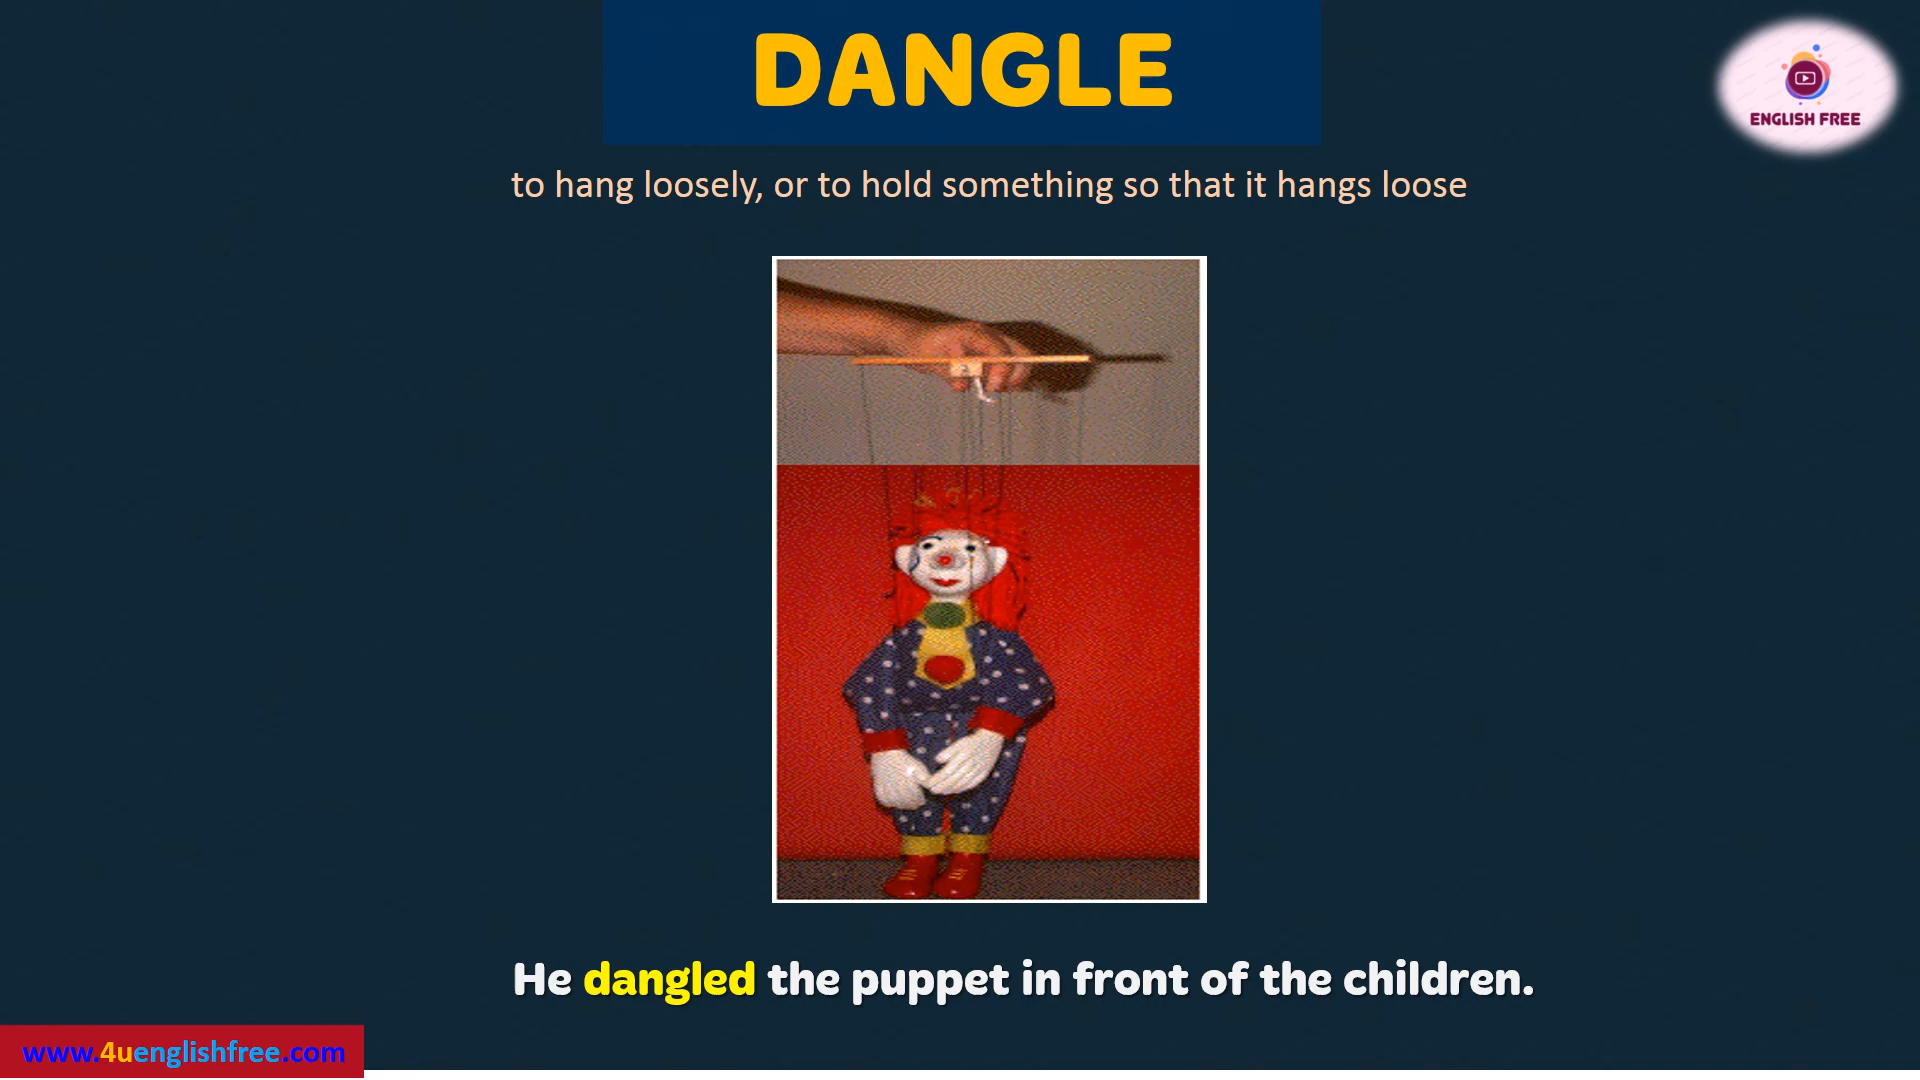 DANGLE
ENGLISH FREE
to hang loosely, or to hold something so that it hangs loose
He dangled the puppet in front of the children.
www.4uenglishfree.com